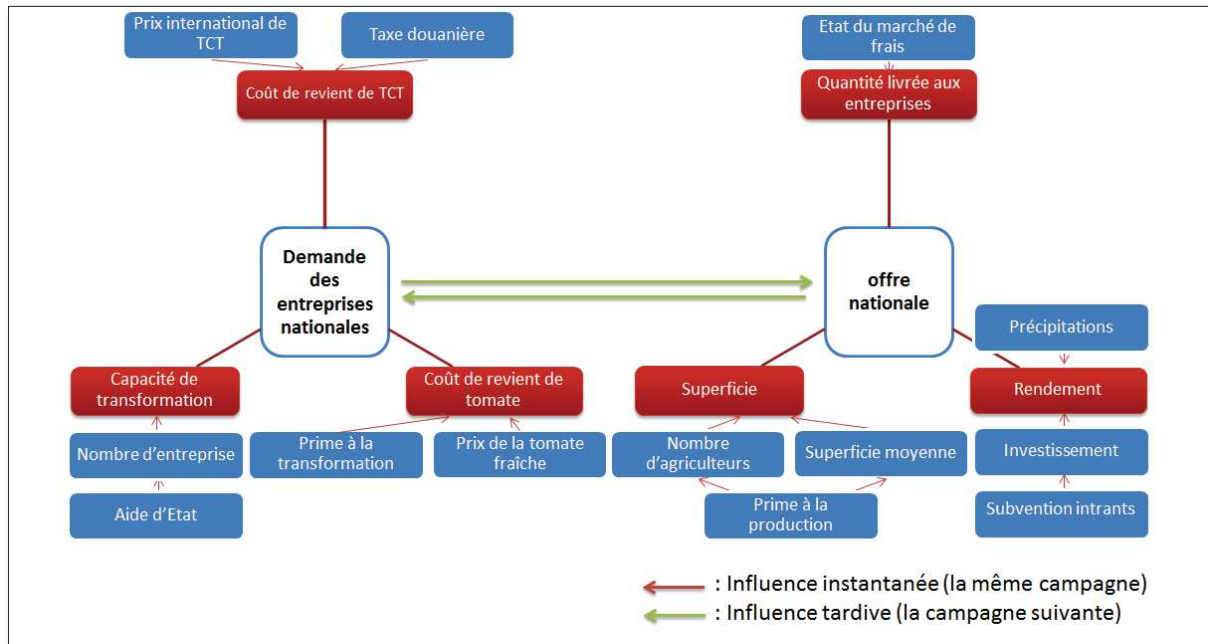 Prix international de
TCT
Taxe douanière
Coût de revient de TCT
Etat du marché de
frais
Quantité livrée aux
entreprises
Demande
des
entreprises
nationales
offre
nationale
Capacité de
transformation
Nombre d'entreprise
Aide d'Etat
Coût de revient de
tomate
Prime à la
transformation
Prix de la tomate
fraîche
Superficie
Nombre
d'agriculteurs
Superficie moyenne
Prime à la
production
Précipitations
Rendement
Investissement
Subvention intrants
: Influence instantanée (la même campagne)
: Influence tardive (la campagne suivante)